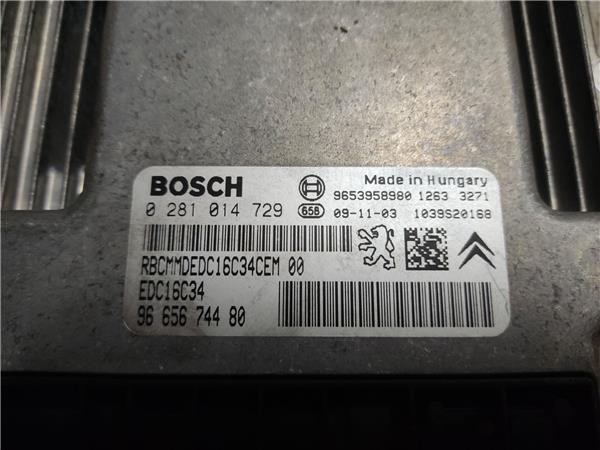 BOSCH
Made in Hungary
9653958980 1263 3271
0 281 014 729 656 09-11-03 1039S20168
RBCMMDEDC16C34CEM 00
EDC16C34
96 656 744 80